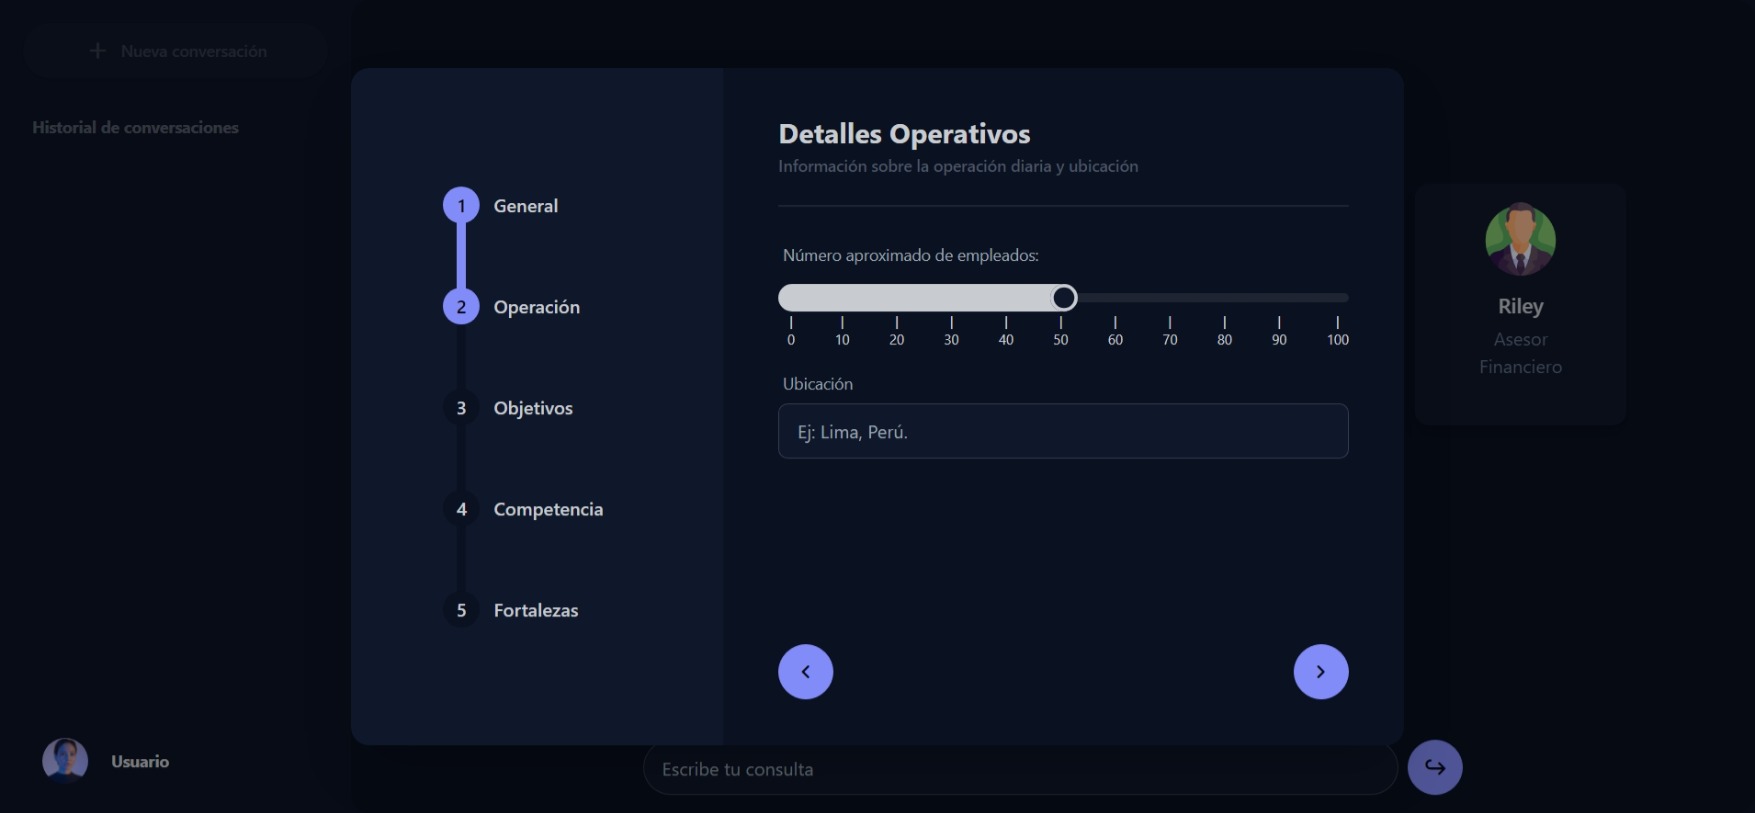 Nueva conversación
Historial de conversaciones
1 General
2 Operación
3 Objetivos
4 Competencia
5 Fortalezas
Detalles Operativos
Información sobre la operación diaria y ubicación
Número aproximado de empleados:
0 10 20 30 40 50 60 70 80 90 100
Ubicación
Ej: Lima, Perú.
Riley
Asesor
Financiero
Usuario
Escribe tu consulta